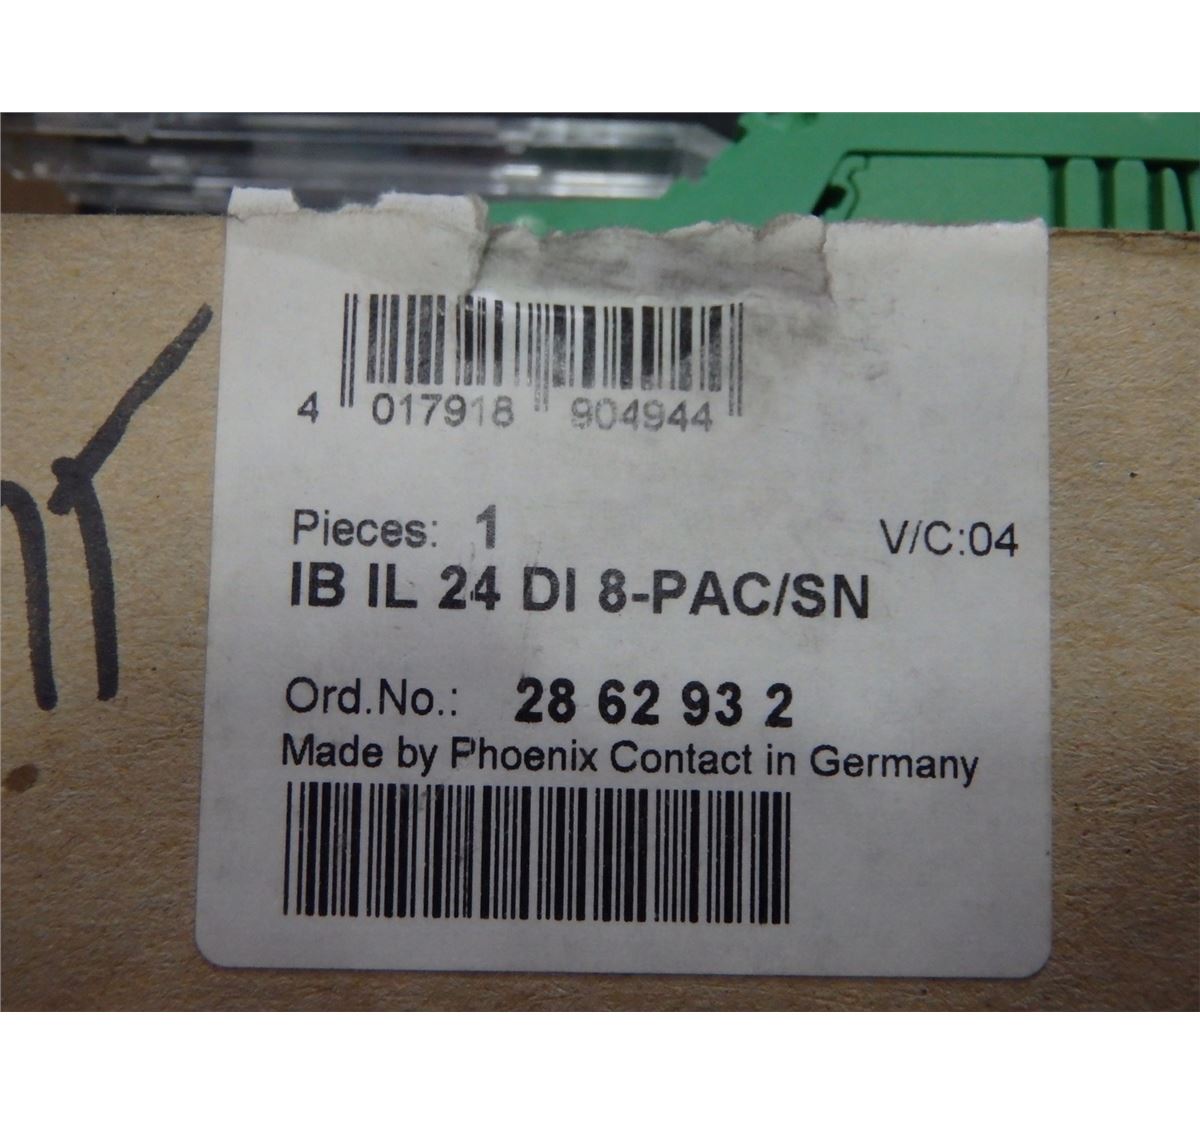 4 017918 904944
Pieces: 1 V/C:04
IB IL 24 DI 8-PAC/SN
Ord.No.: 28 62 93 2
Made by Phoenix Contact in Germany